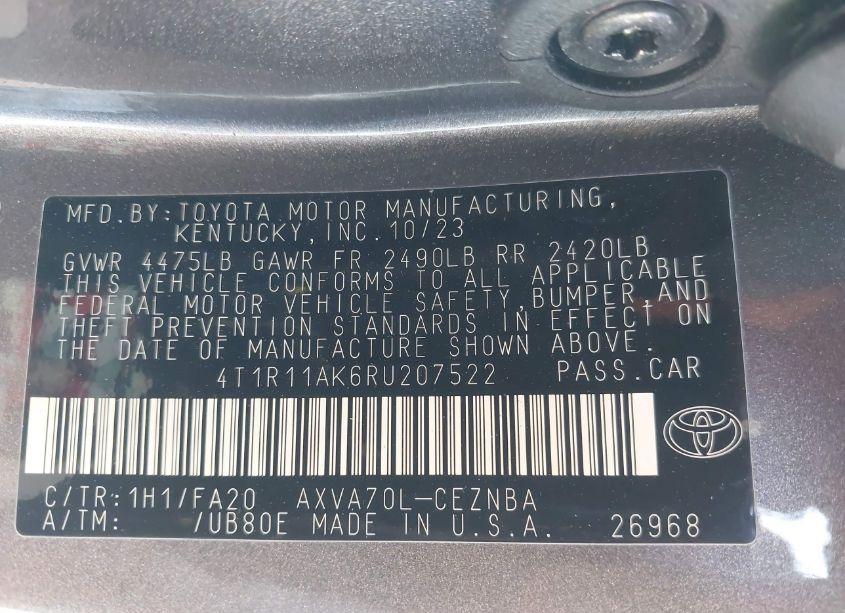 MFD. BY: TOYOTA MOTOR MANUFACTURING,
KENTUCKY, INC. 10/23
GVWR 4475LB GAWR FR 2490LB RR 2420LB
THIS VEHICLE CONFORMS TO ALL APPLICABLE
FEDERAL MOTOR VEHICLE SAFETY, BUMPER, AND
THEFT PREVENTION STANDARDS IN EFFECT ON
THE DATE OF MANUFACTURE SHOWN ABOVE.
4T1R11AK6RU207522 PASS. CAR
C/TR: 1H1/FA20 AXVA70L-CEZNBA
A/TM: /UB80E MADE IN U.S.A. 26968